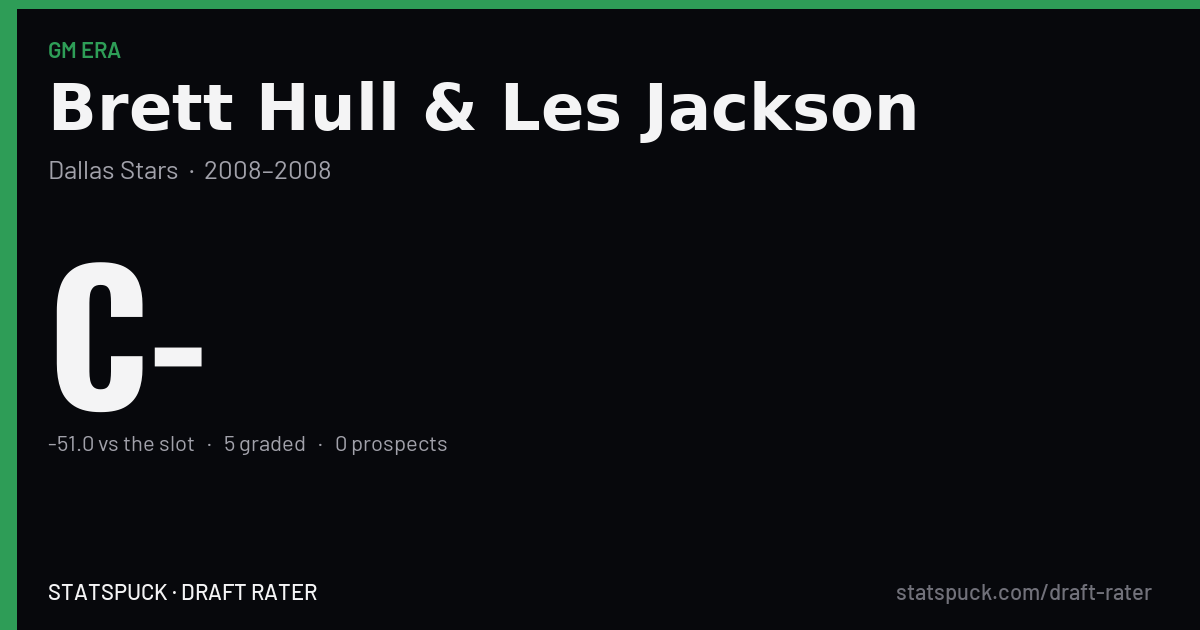 GM ERA
Brett Hull & Les Jackson
Dallas Stars · 2008–2008
C-
-51.0 vs the slot · 5 graded · 0 prospects
STATSPUCK · DRAFT RATER
statspuck.com/draft-rater